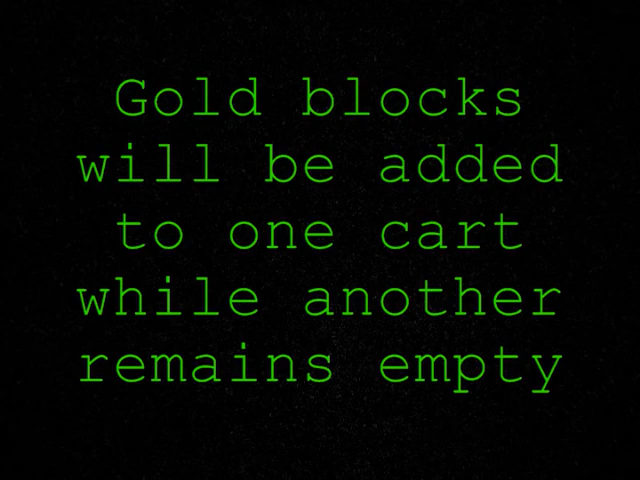 Gold blocks
will be added
to one cart
while another
remains empty